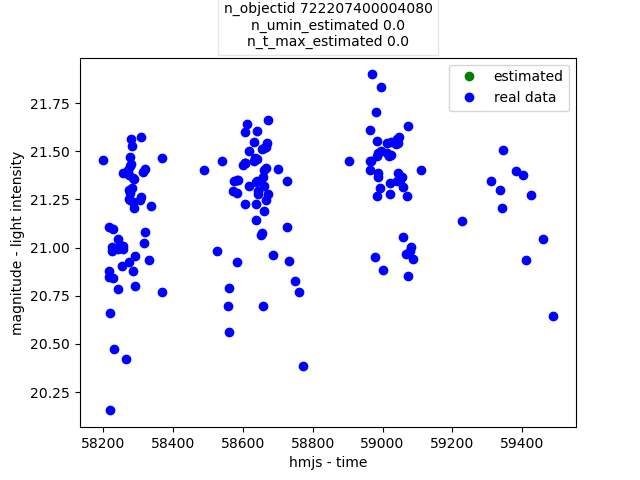 n_objectid 722207400004080
n_umin_estimated 0.0
n_t_max_estimated 0.0
estimated
real data
magnitude - light intensity
21.75
21.50
21.25
21.00
20.75
20.50
20.25
58200 58400 58600 58800 59000 59200 59400
hmjs - time